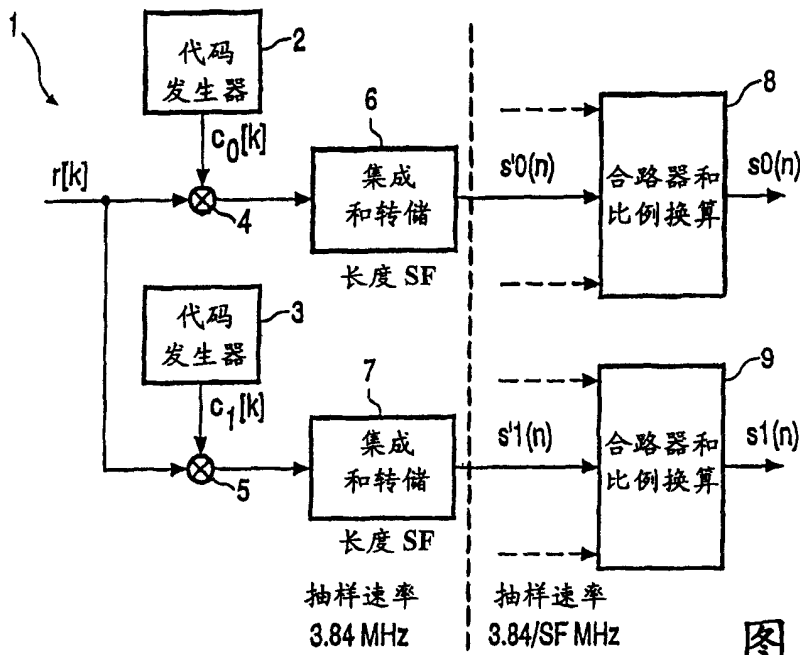 1
代码
发生器
2
c0[k]
r[k]
4
6
集成
和转储
长度 SF
s'0(n)
8
合路器和
比例换算
s0(n)
代码
发生器
3
c1[k]
5
7
集成
和转储
长度 SF
s'1(n)
9
合路器和
比例换算
s1(n)
抽样速率
3.84 MHz
抽样速率
3.84/SF MHz
图